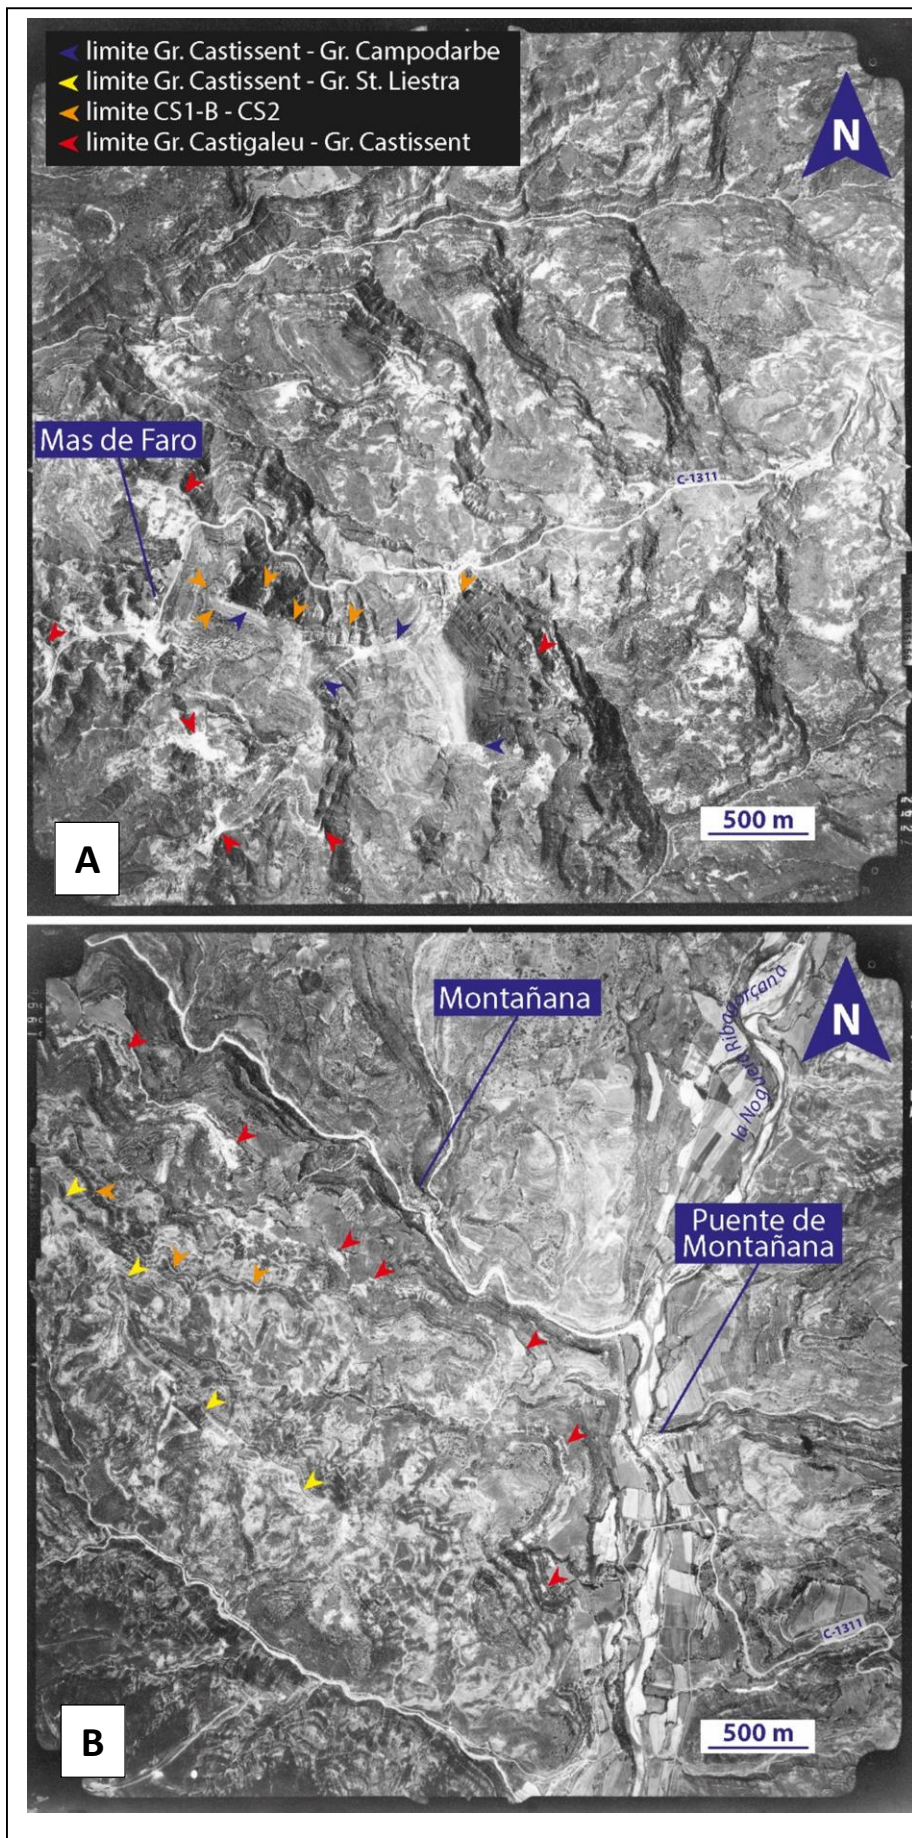 limite Gr. Castissent - Gr. Campodarbe
limite Gr. Castissent - Gr. St. Liestra
limite CS1-B - CS2
limite Gr. Castigaleu - Gr. Castissent
N
Mas de Faro
C-1311
500 m
A
Montañana
la Noguera Ribagorçana
N
Puente de
Montañana
C-1311
500 m
B